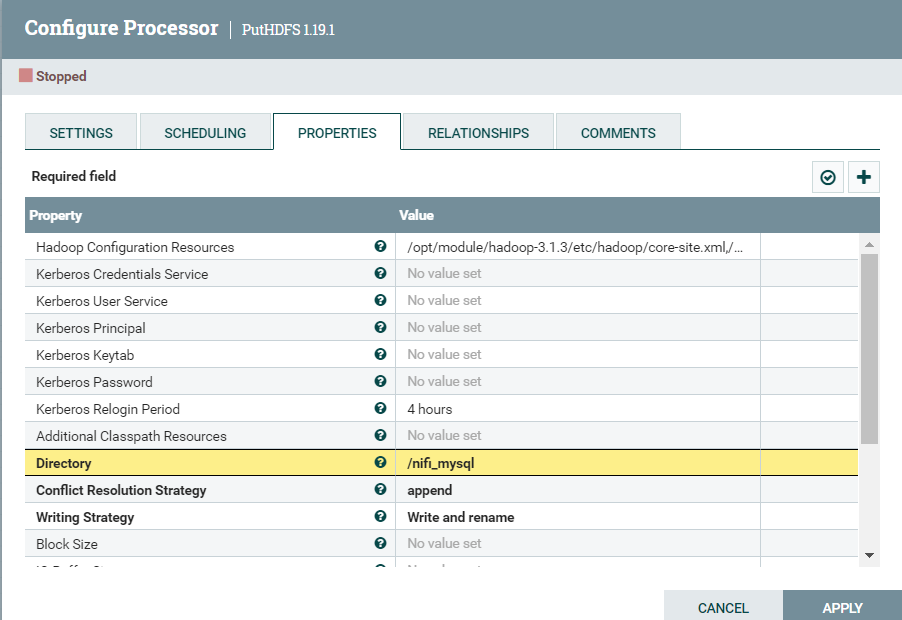 Configure Processor | PutHDFS 1.19.1
Stopped
SETTINGS SCHEDULING PROPERTIES RELATIONSHIPS COMMENTS
Required field
Property Value
Hadoop Configuration Resources /opt/module/hadoop-3.1.3/etc/hadoop/core-site.xml,/...
Kerberos Credentials Service No value set
Kerberos User Service No value set
Kerberos Principal No value set
Kerberos Keytab No value set
Kerberos Password No value set
Kerberos Relogin Period 4 hours
Additional Classpath Resources No value set
Directory /nifi_mysql
Conflict Resolution Strategy append
Writing Strategy Write and rename
Block Size No value set
CANCEL APPLY